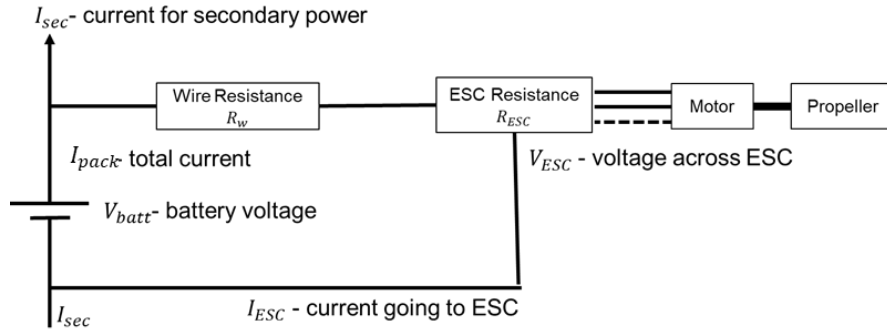 I_sec- current for secondary power
Wire Resistance
R_w
ESC Resistance
R_ESC
Motor
Propeller
I_pack- total current
V_ESC - voltage across ESC
V_batt- battery voltage
I_sec
I_ESC - current going to ESC